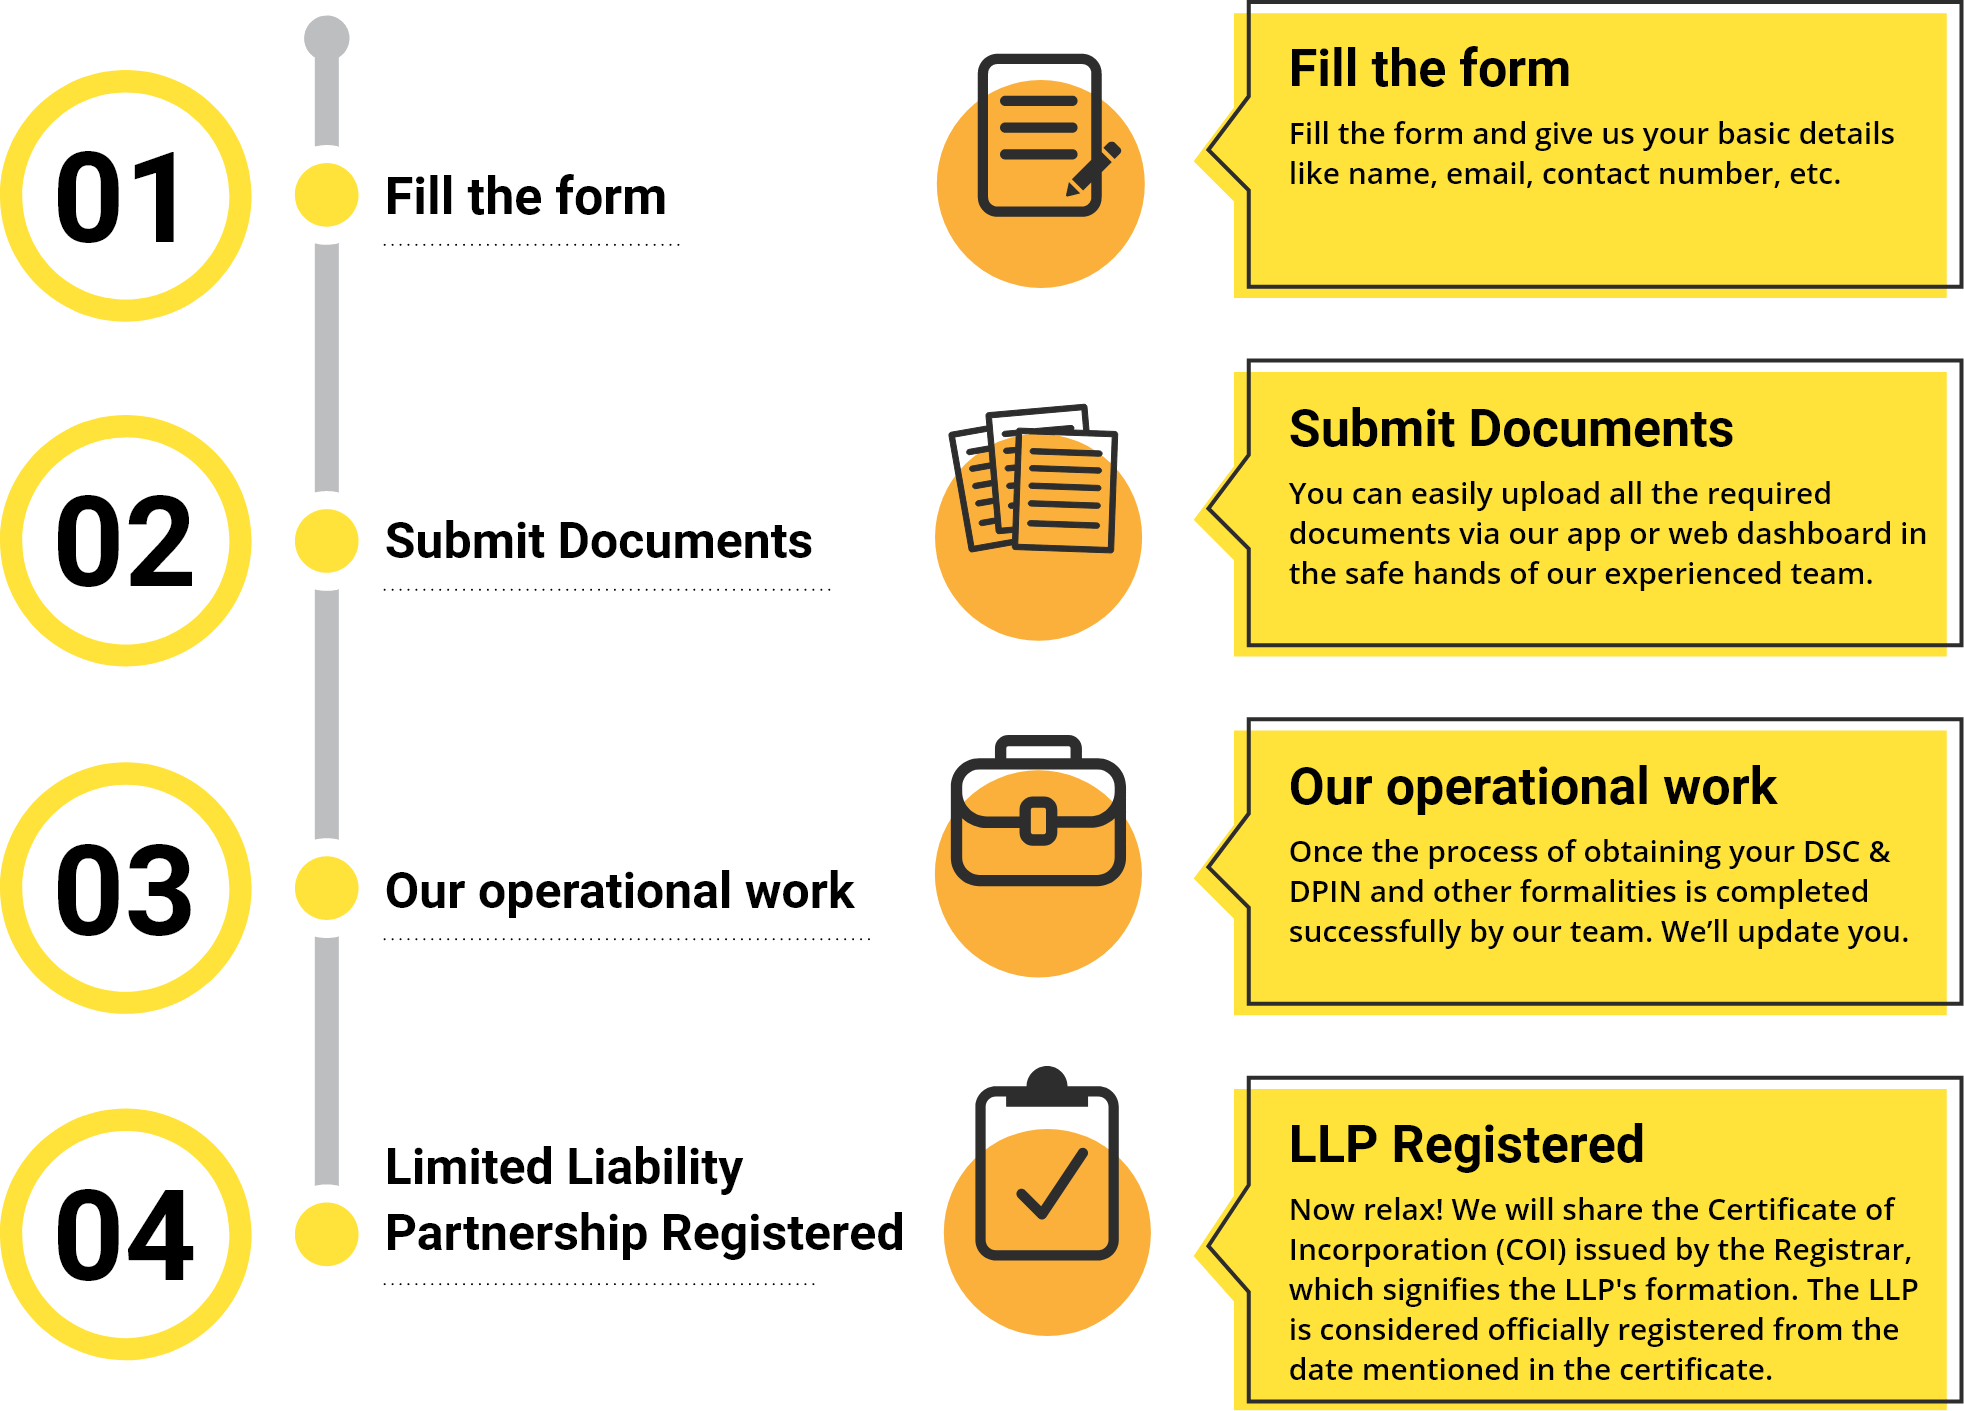 01
Fill the form
Fill the form
Fill the form and give us your basic details
like name, email, contact number, etc.
02
Submit Documents
Submit Documents
You can easily upload all the required
documents via our app or web dashboard in
the safe hands of our experienced team.
03
Our operational work
Our operational work
Once the process of obtaining your DSC &
DPIN and other formalities is completed
successfully by our team. We’ll update you.
04
Limited Liability
Partnership Registered
LLP Registered
Now relax! We will share the Certificate of
Incorporation (COI) issued by the Registrar,
which signifies the LLP's formation. The LLP
is considered officially registered from the
date mentioned in the certificate.